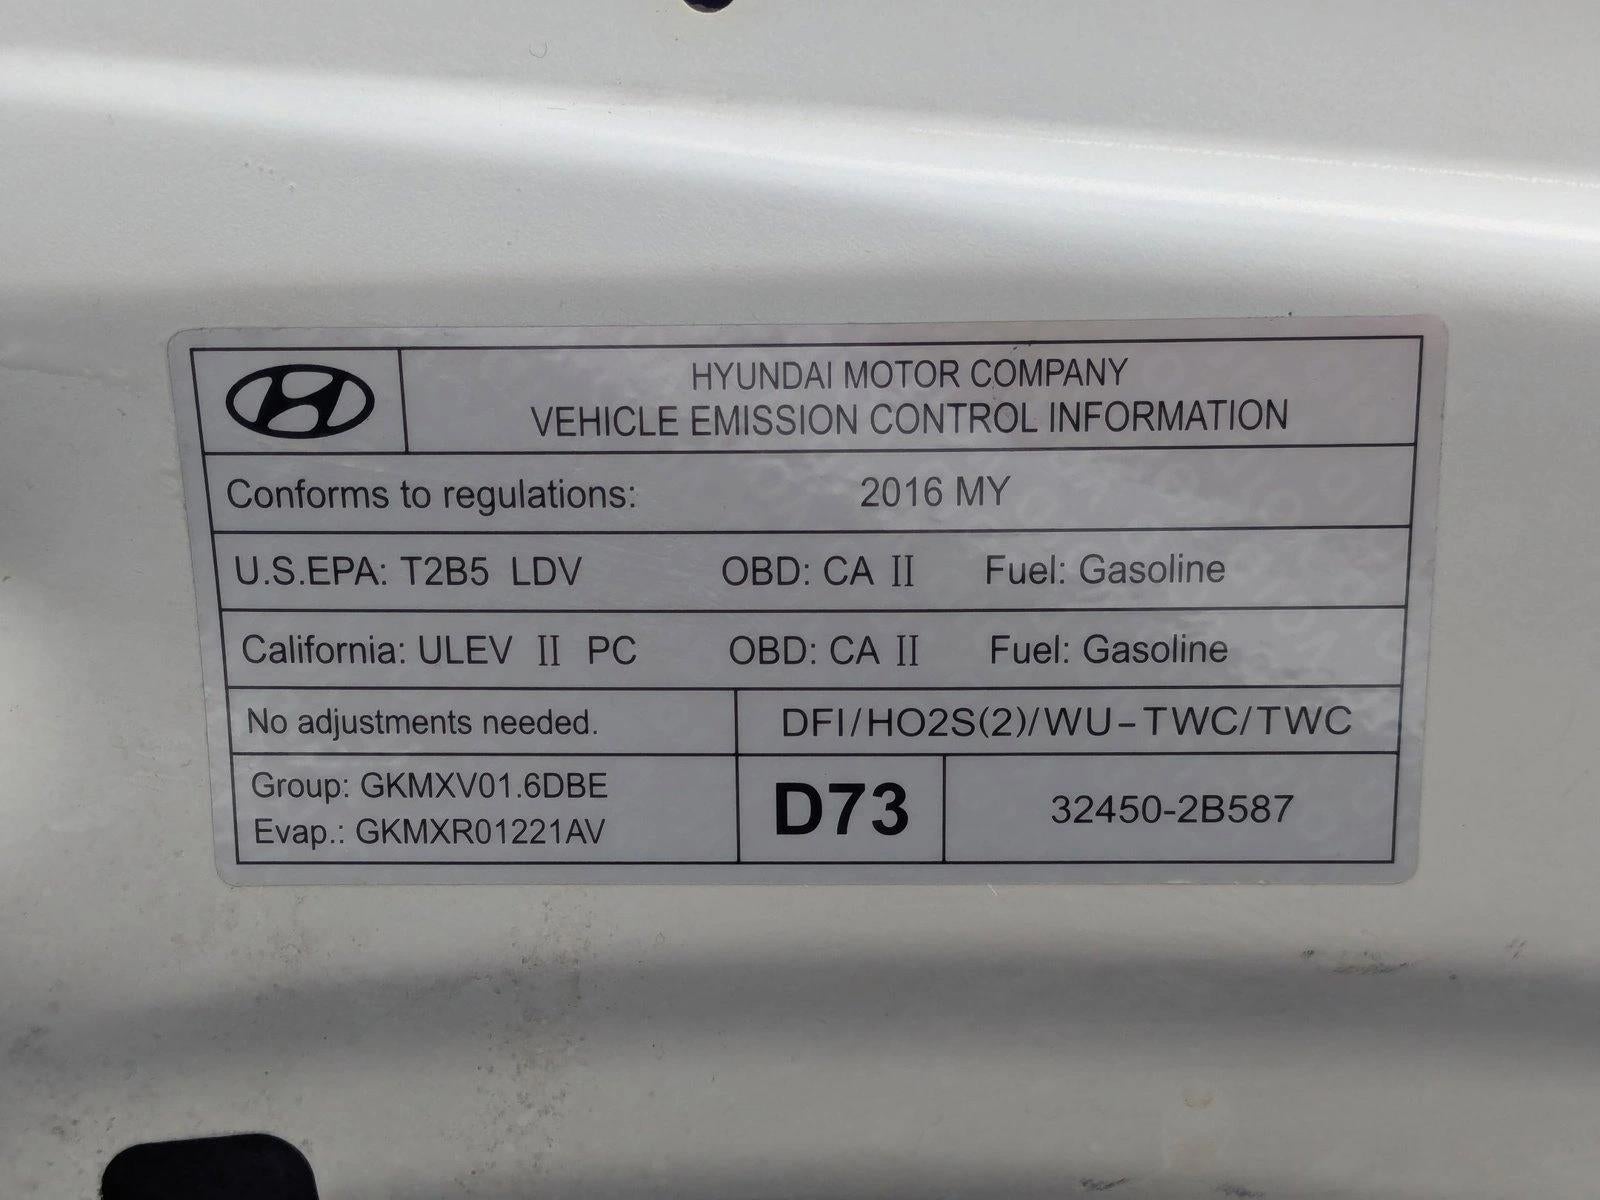 HYUNDAI MOTOR COMPANY
VEHICLE EMISSION CONTROL INFORMATION
Conforms to regulations: 2016 MY
U.S.EPA: T2B5 LDV OBD: CA II Fuel: Gasoline
California: ULEV II PC OBD: CA II Fuel: Gasoline
No adjustments needed. DFI/HO2S(2)/WU-TWC/TWC
Group: GKMXV01.6DBE
Evap.: GKMXR01221AV
D73
32450-2B587